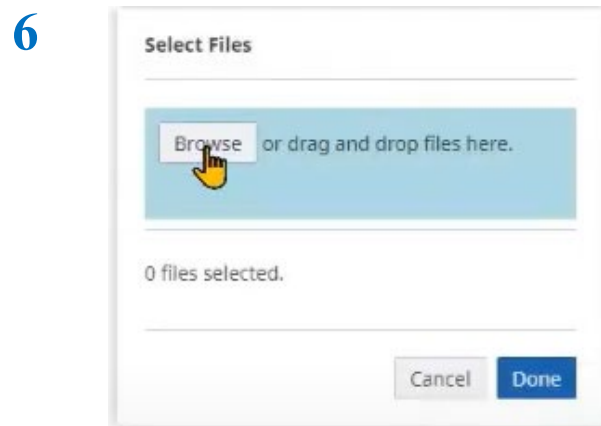 6
Select Files
Browse or drag and drop files here.
0 files selected.
Cancel Done